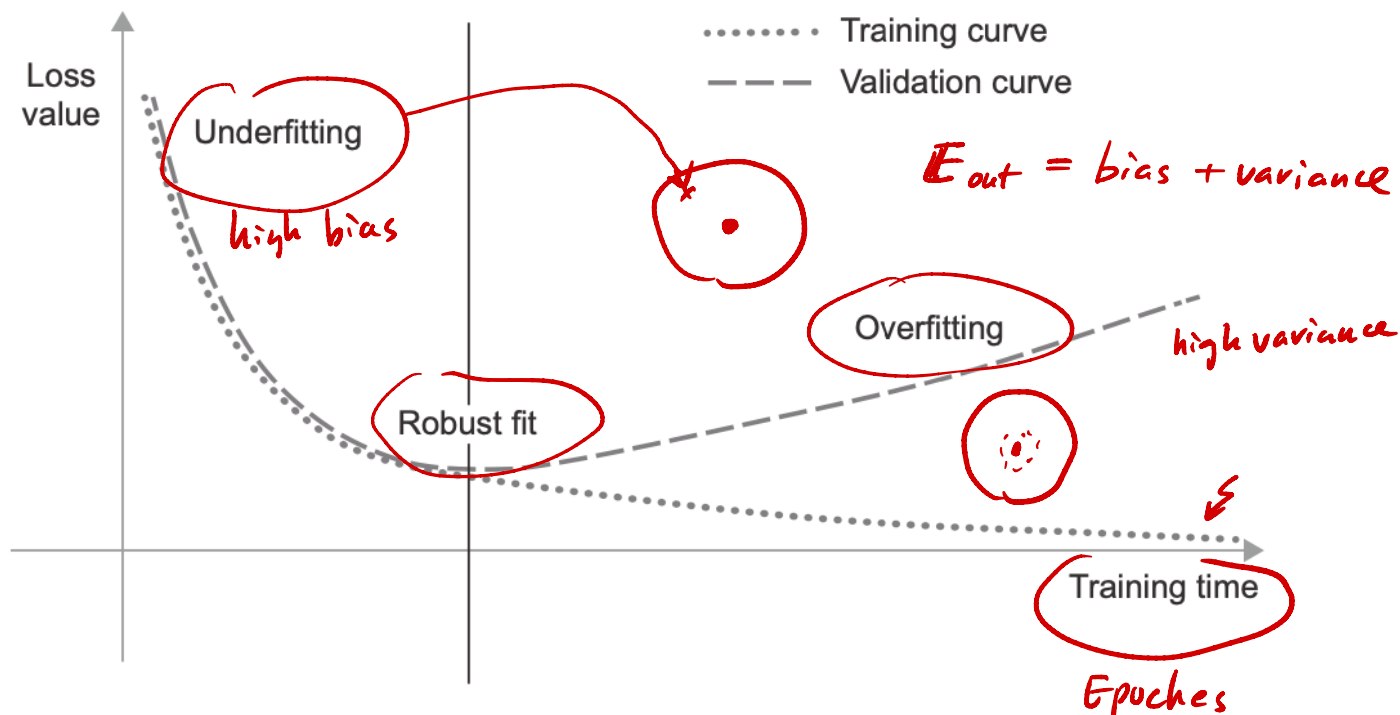 Training curve
Validation curve
Loss
value
Underfitting
high bias
E out = bias + variance
Overfitting
high variance
Robust fit
Training time
Epoches